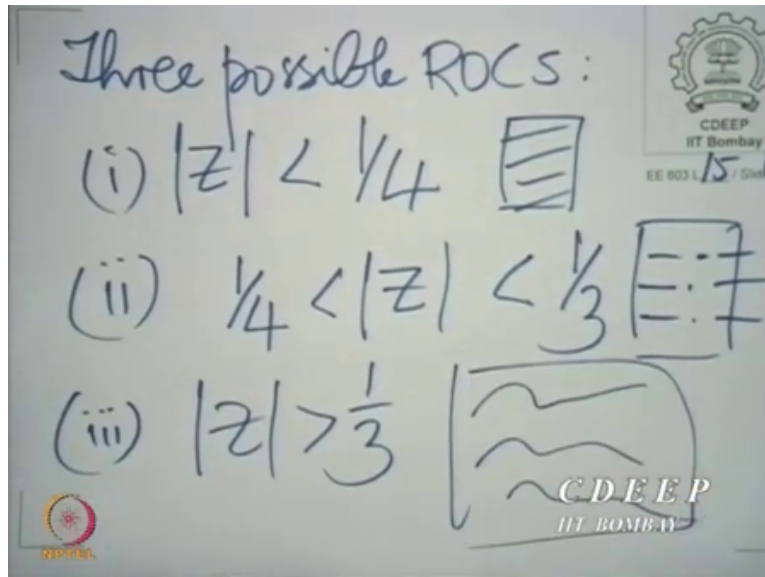 Three possible ROCs:
CDEEP
IIT Bombay
EE 603 L 15 / Slide
(i) |Z| < 1/4
(ii) 1/4 < |Z| < 1/3
(iii) |Z| > 1/3
CDEEP
IIT BOMBAY
NPTEL